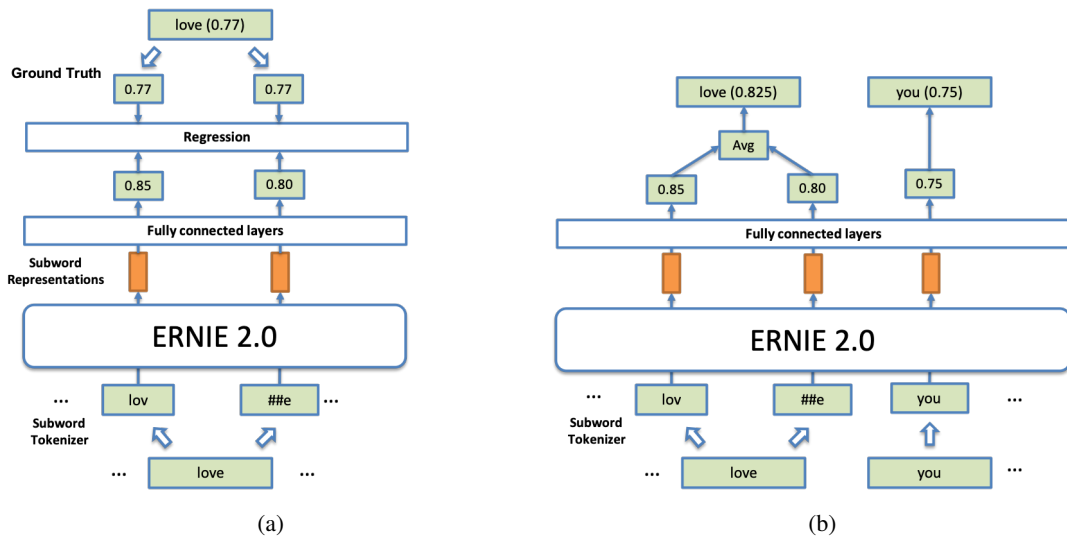 love (0.77)
Ground Truth
0.77 0.77
Regression
0.85 0.80
Fully connected layers
Subword
Representations
ERNIE 2.0
... lov ##e ...
Subword
Tokenizer
... love ...
(a)
love (0.825) you (0.75)
Avg
0.85 0.80 0.75
Fully connected layers
ERNIE 2.0
... lov ##e you ...
Subword
Tokenizer
... love you ...
(b)